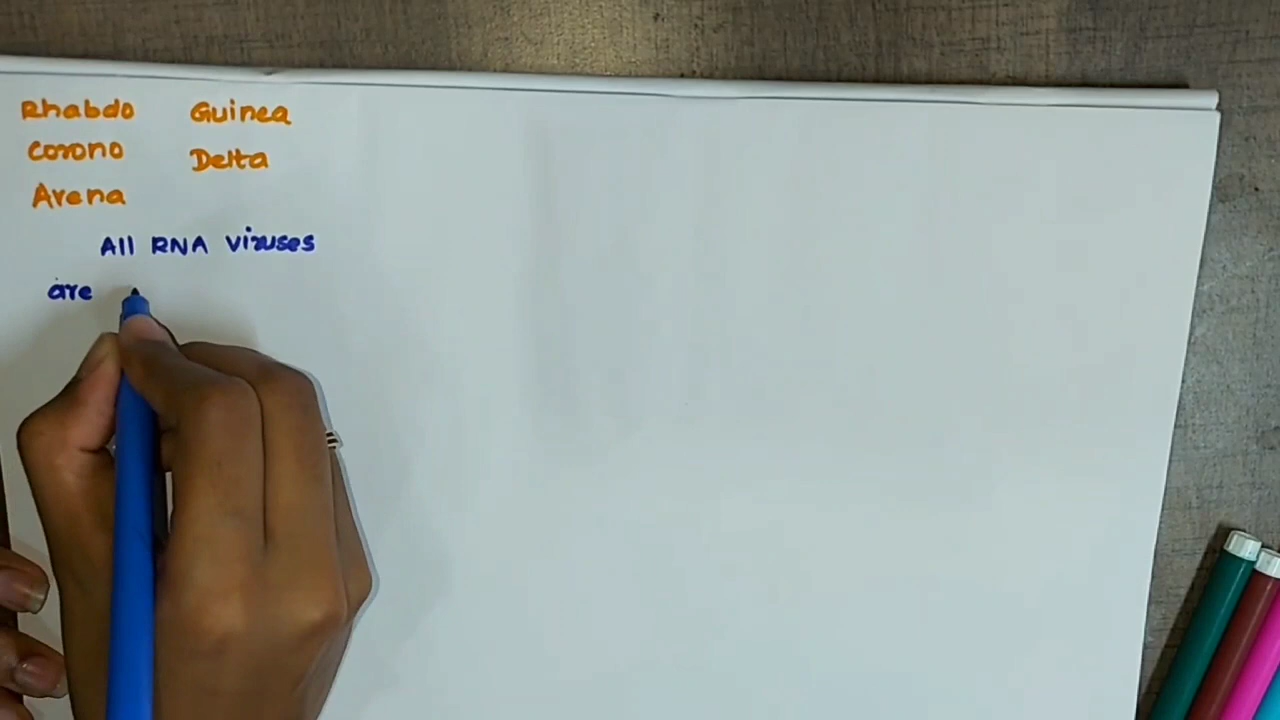 Rhabdo Guinea
Corono Delta
Arena
All RNA viruses
are